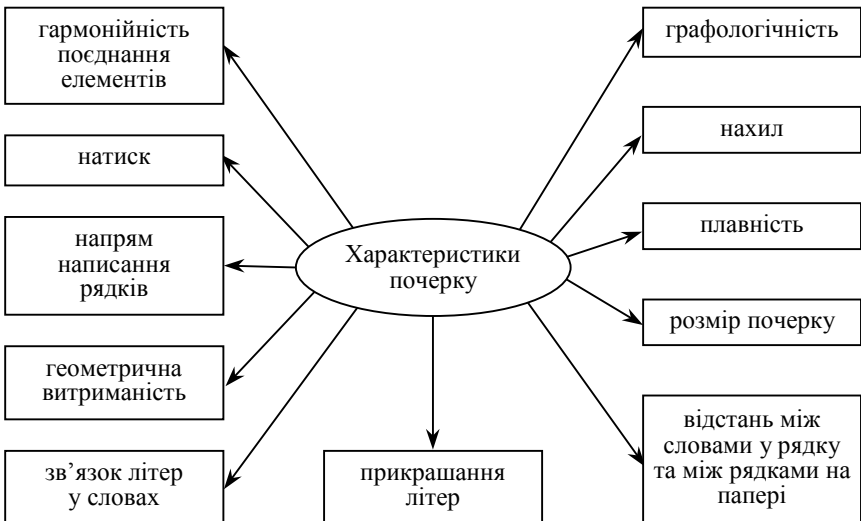 гармонійність
поєднання
елементів
графологічність
натиск
нахил
напрям
написання
рядків
Характеристики
почерку
плавність
розмір почерку
геометрична
витриманість
відстань між
словами у рядку
та між рядками на
папері
зв’язок літер
у словах
прикрашання
літер